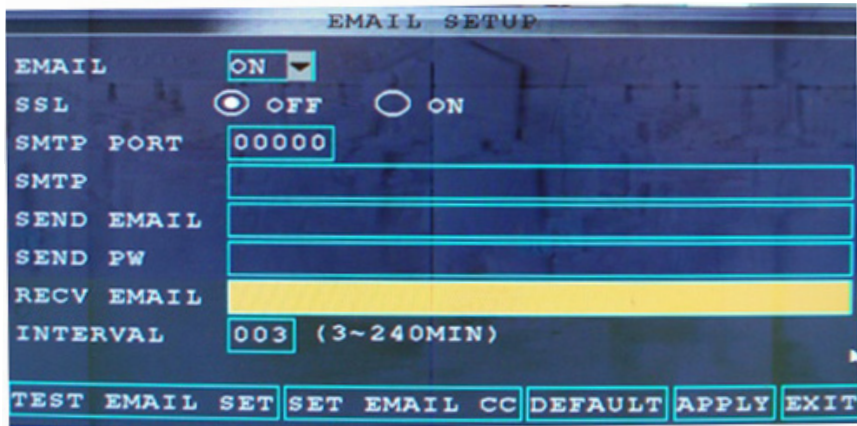 EMAIL SETUP
EMAIL ON
SSL OFF ON
SMTP PORT 00000
SMTP
SEND EMAIL
SEND PW
RECV EMAIL
INTERVAL 003 (3~240MIN)
TEST EMAIL SET SET EMAIL CC DEFAULT APPLY EXIT